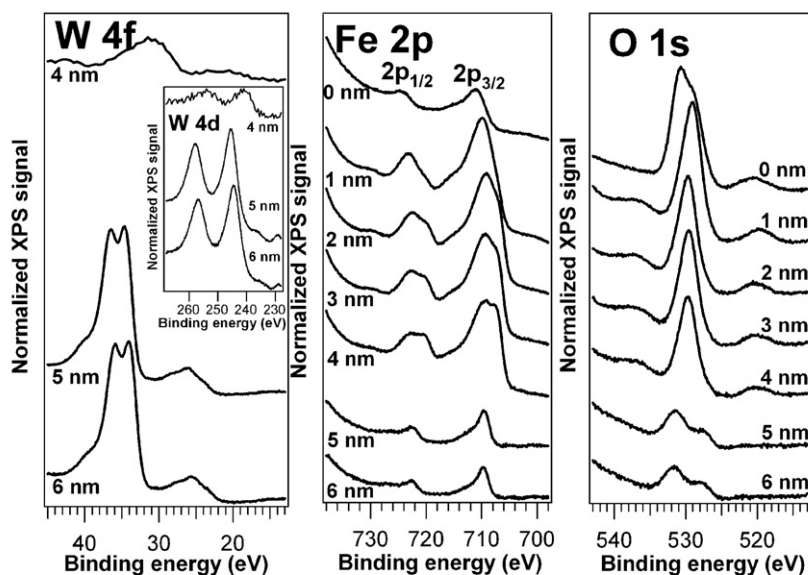 W 4f
4 nm
5 nm
6 nm
40
30
20
Binding energy (eV)
Normalized XPS signal
W 4d
4 nm
5 nm
6 nm
260 250 240 230
Binding energy (eV)
Normalized XPS signal
Fe 2p
2p1/2
2p3/2
0 nm
1 nm
2 nm
3 nm
4 nm
5 nm
6 nm
730 720 710 700
Binding energy (eV)
Normalized XPS signal
O 1s
0 nm
1 nm
2 nm
3 nm
4 nm
5 nm
6 nm
540
530
520
Binding energy (eV)
Normalized XPS signal